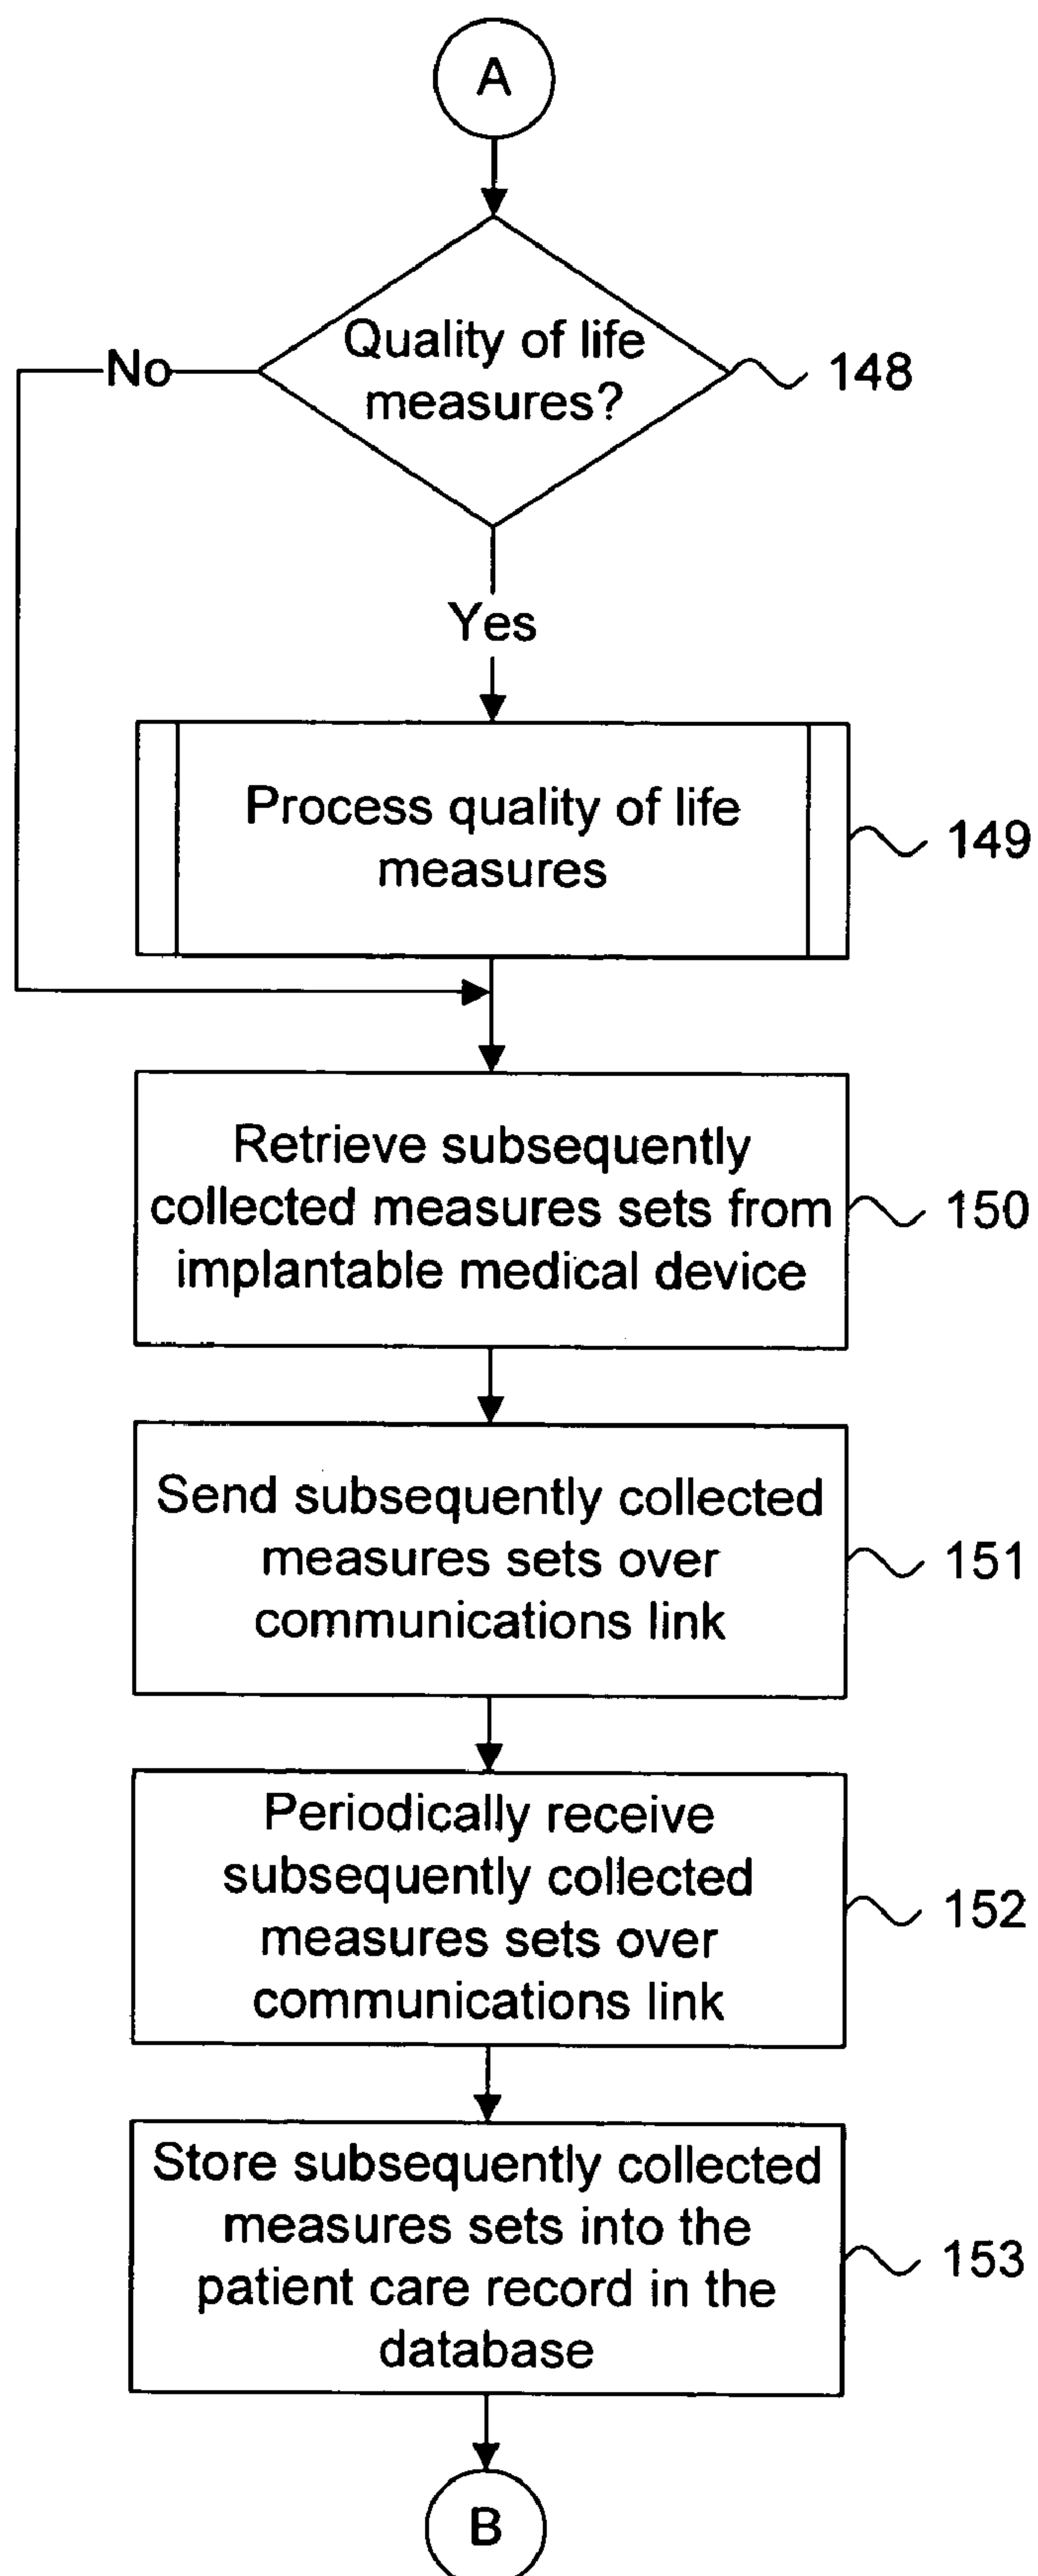 A
Quality of life
measures?
148
No
Yes
Process quality of life
measures
149
Retrieve subsequently
collected measures sets from
implantable medical device
150
Send subsequently collected
measures sets over
communications link
151
Periodically receive
subsequently collected
measures sets over
communications link
152
Store subsequently collected
measures sets into the
patient care record in the
database
153
B